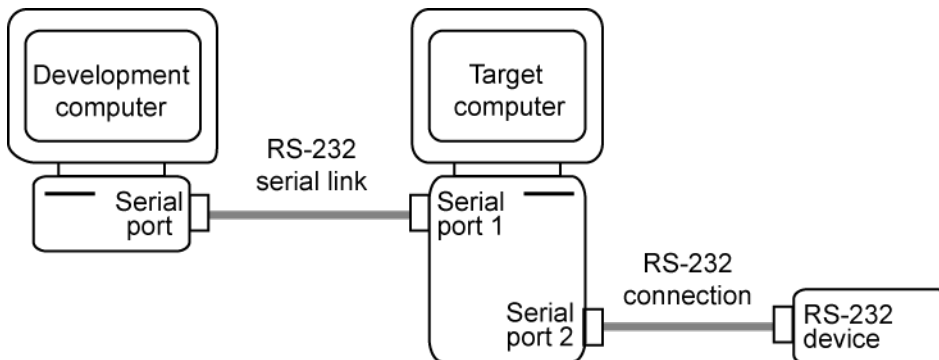 Development
computer
Target
computer
RS-232
serial link
Serial
port
Serial
port 1
RS-232
connection
Serial
port 2
RS-232
device